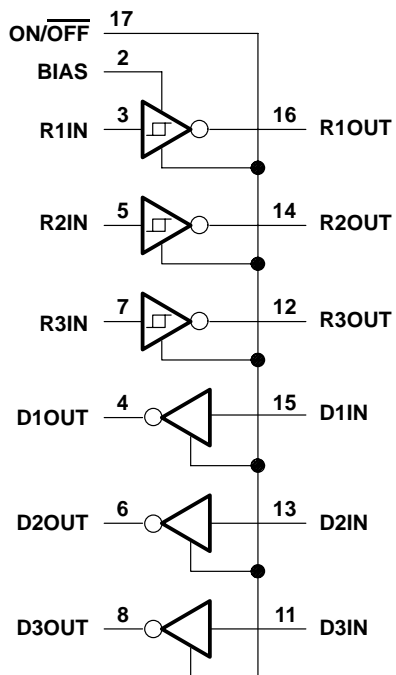 ON/OFF 17
BIAS 2
R1IN 3 16 R1OUT
R2IN 5 14 R2OUT
R3IN 7 12 R3OUT
D1OUT 4 15 D1IN
D2OUT 6 13 D2IN
D3OUT 8 11 D3IN